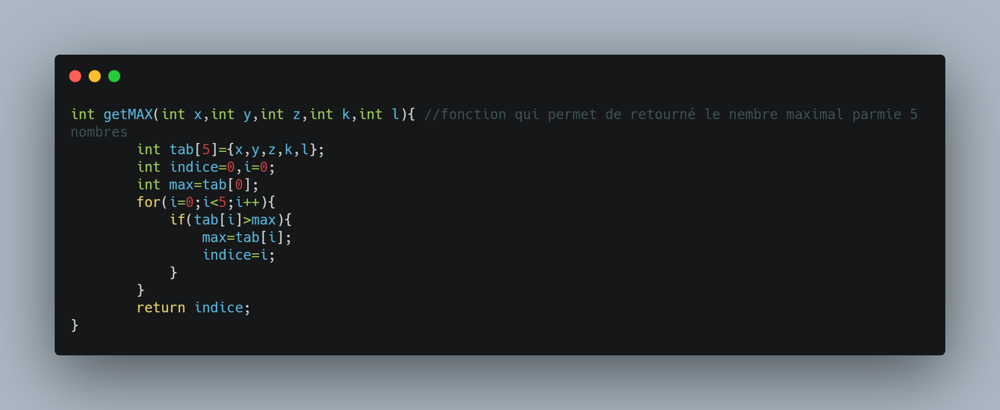 int getMAX(int x,int y,int z,int k,int l){ //fonction qui permet de retourné le nembre maximal parmie 5
nombres
        int tab[5]={x,y,z,k,l};
        int indice=0,i=0;
        int max=tab[0];
        for(i=0;i<5;i++){
            if(tab[i]>max){
                max=tab[i];
                indice=i;
            }
        }
        return indice;
}